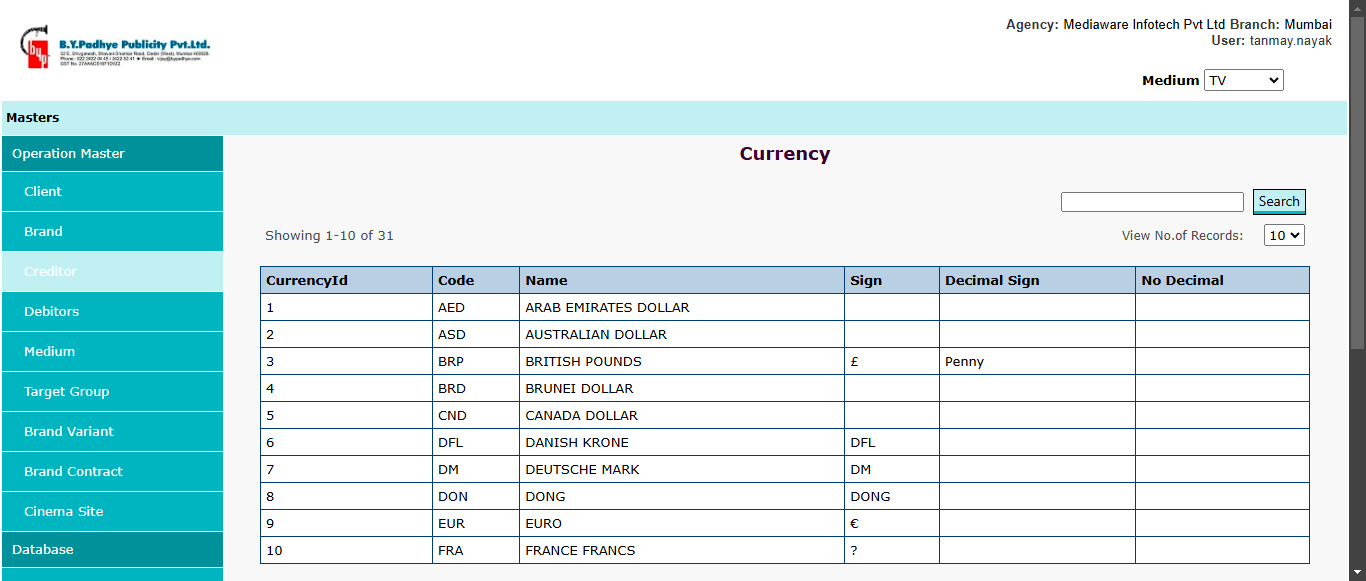 B.Y.Padhye Publicity Pvt.Ltd.
Agency: Mediaware Infotech Pvt Ltd Branch: Mumbai
User: tanmay.nayak
Medium TV
Masters
Operation Master
Client
Brand
Creditor
Debitors
Medium
Target Group
Brand Variant
Brand Contract
Cinema Site
Database
Currency
Search
Showing 1-10 of 31
View No.of Records: 10
CurrencyId Code Name Sign Decimal Sign No Decimal
1 AED ARAB EMIRATES DOLLAR
2 ASD AUSTRALIAN DOLLAR
3 BRP BRITISH POUNDS £ Penny
4 BRD BRUNEI DOLLAR
5 CND CANADA DOLLAR
6 DFL DANISH KRONE DFL
7 DM DEUTSCHE MARK DM
8 DON DONG DONG
9 EUR EURO €
10 FRA FRANCE FRANCS ?